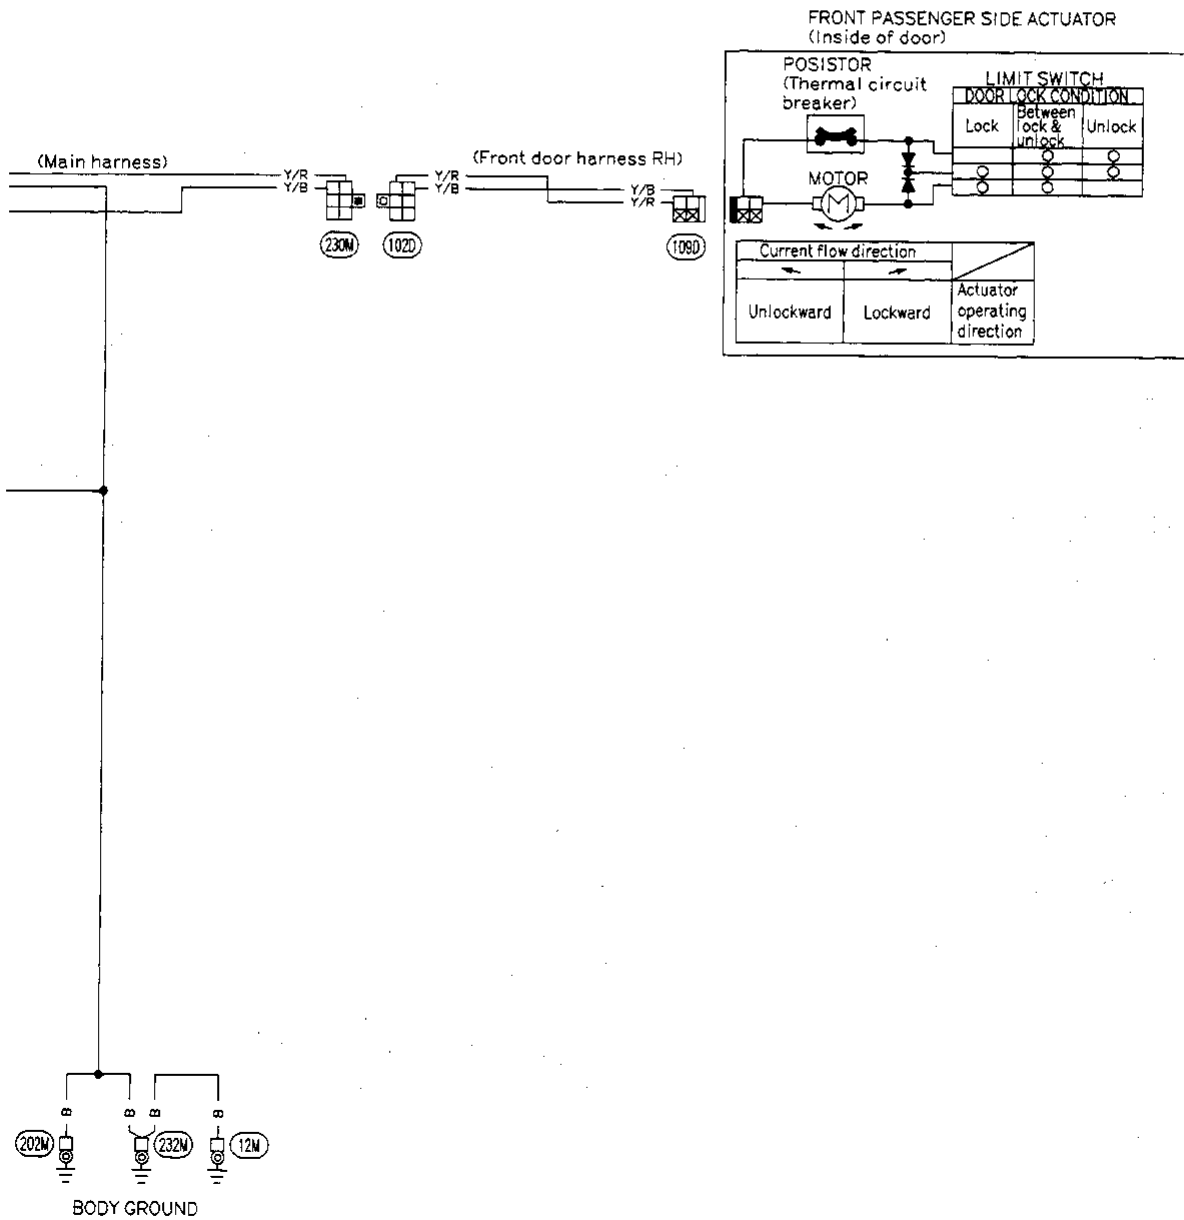 FRONT PASSENGER SIDE ACTUATOR
(Inside of door)
POSISTOR
(Thermal circuit
breaker)
LIMIT SWITCH
DOOR LOCK CONDITION
Lock
Between
lock &
unlock
Unlock
MOTOR
M
(Main harness)
Y/R
Y/B
230M
102D
Y/R
Y/B
(Front door harness RH)
Y/B
Y/R
109D
Current flow direction
Unlockward
Lockward
Actuator
operating
direction
B
B
B
B
202M
232M
12M
BODY GROUND